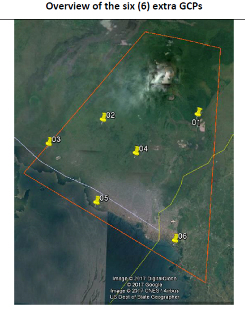 Overview of the six (6) extra GCPs
02
01
03
04
05
06
Image © 2017 DigitalGlobe
© 2017 Google
Image © 2017 CNES / Airbus
US Dept of State Geographer